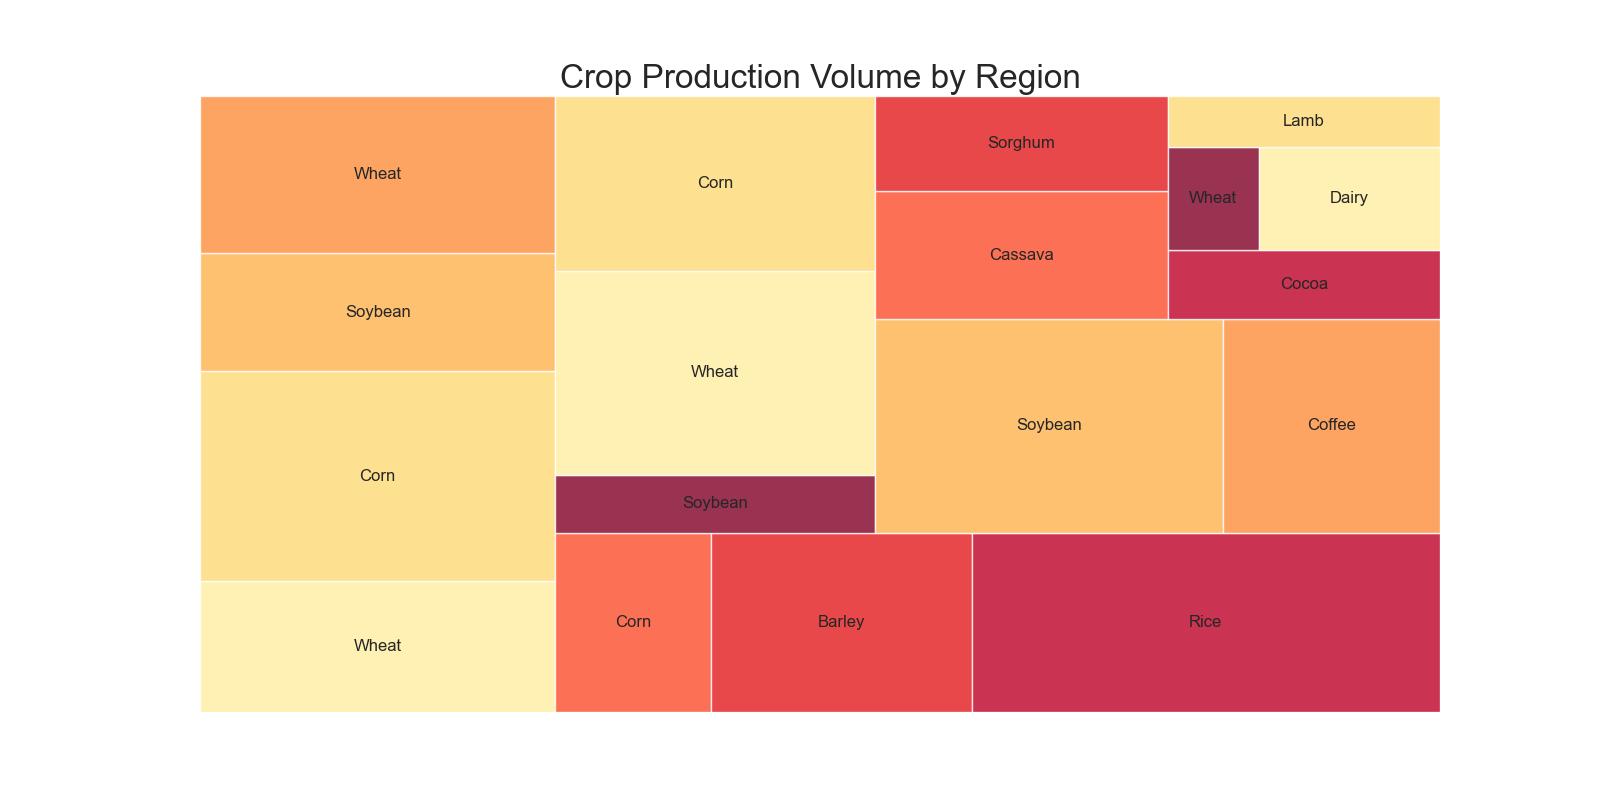 Crop Production Volume by Region
Wheat
Soybean
Corn
Wheat
Corn
Wheat
Soybean
Corn
Barley
Rice
Sorghum
Cassava
Soybean
Coffee
Lamb
Wheat
Dairy
Cocoa